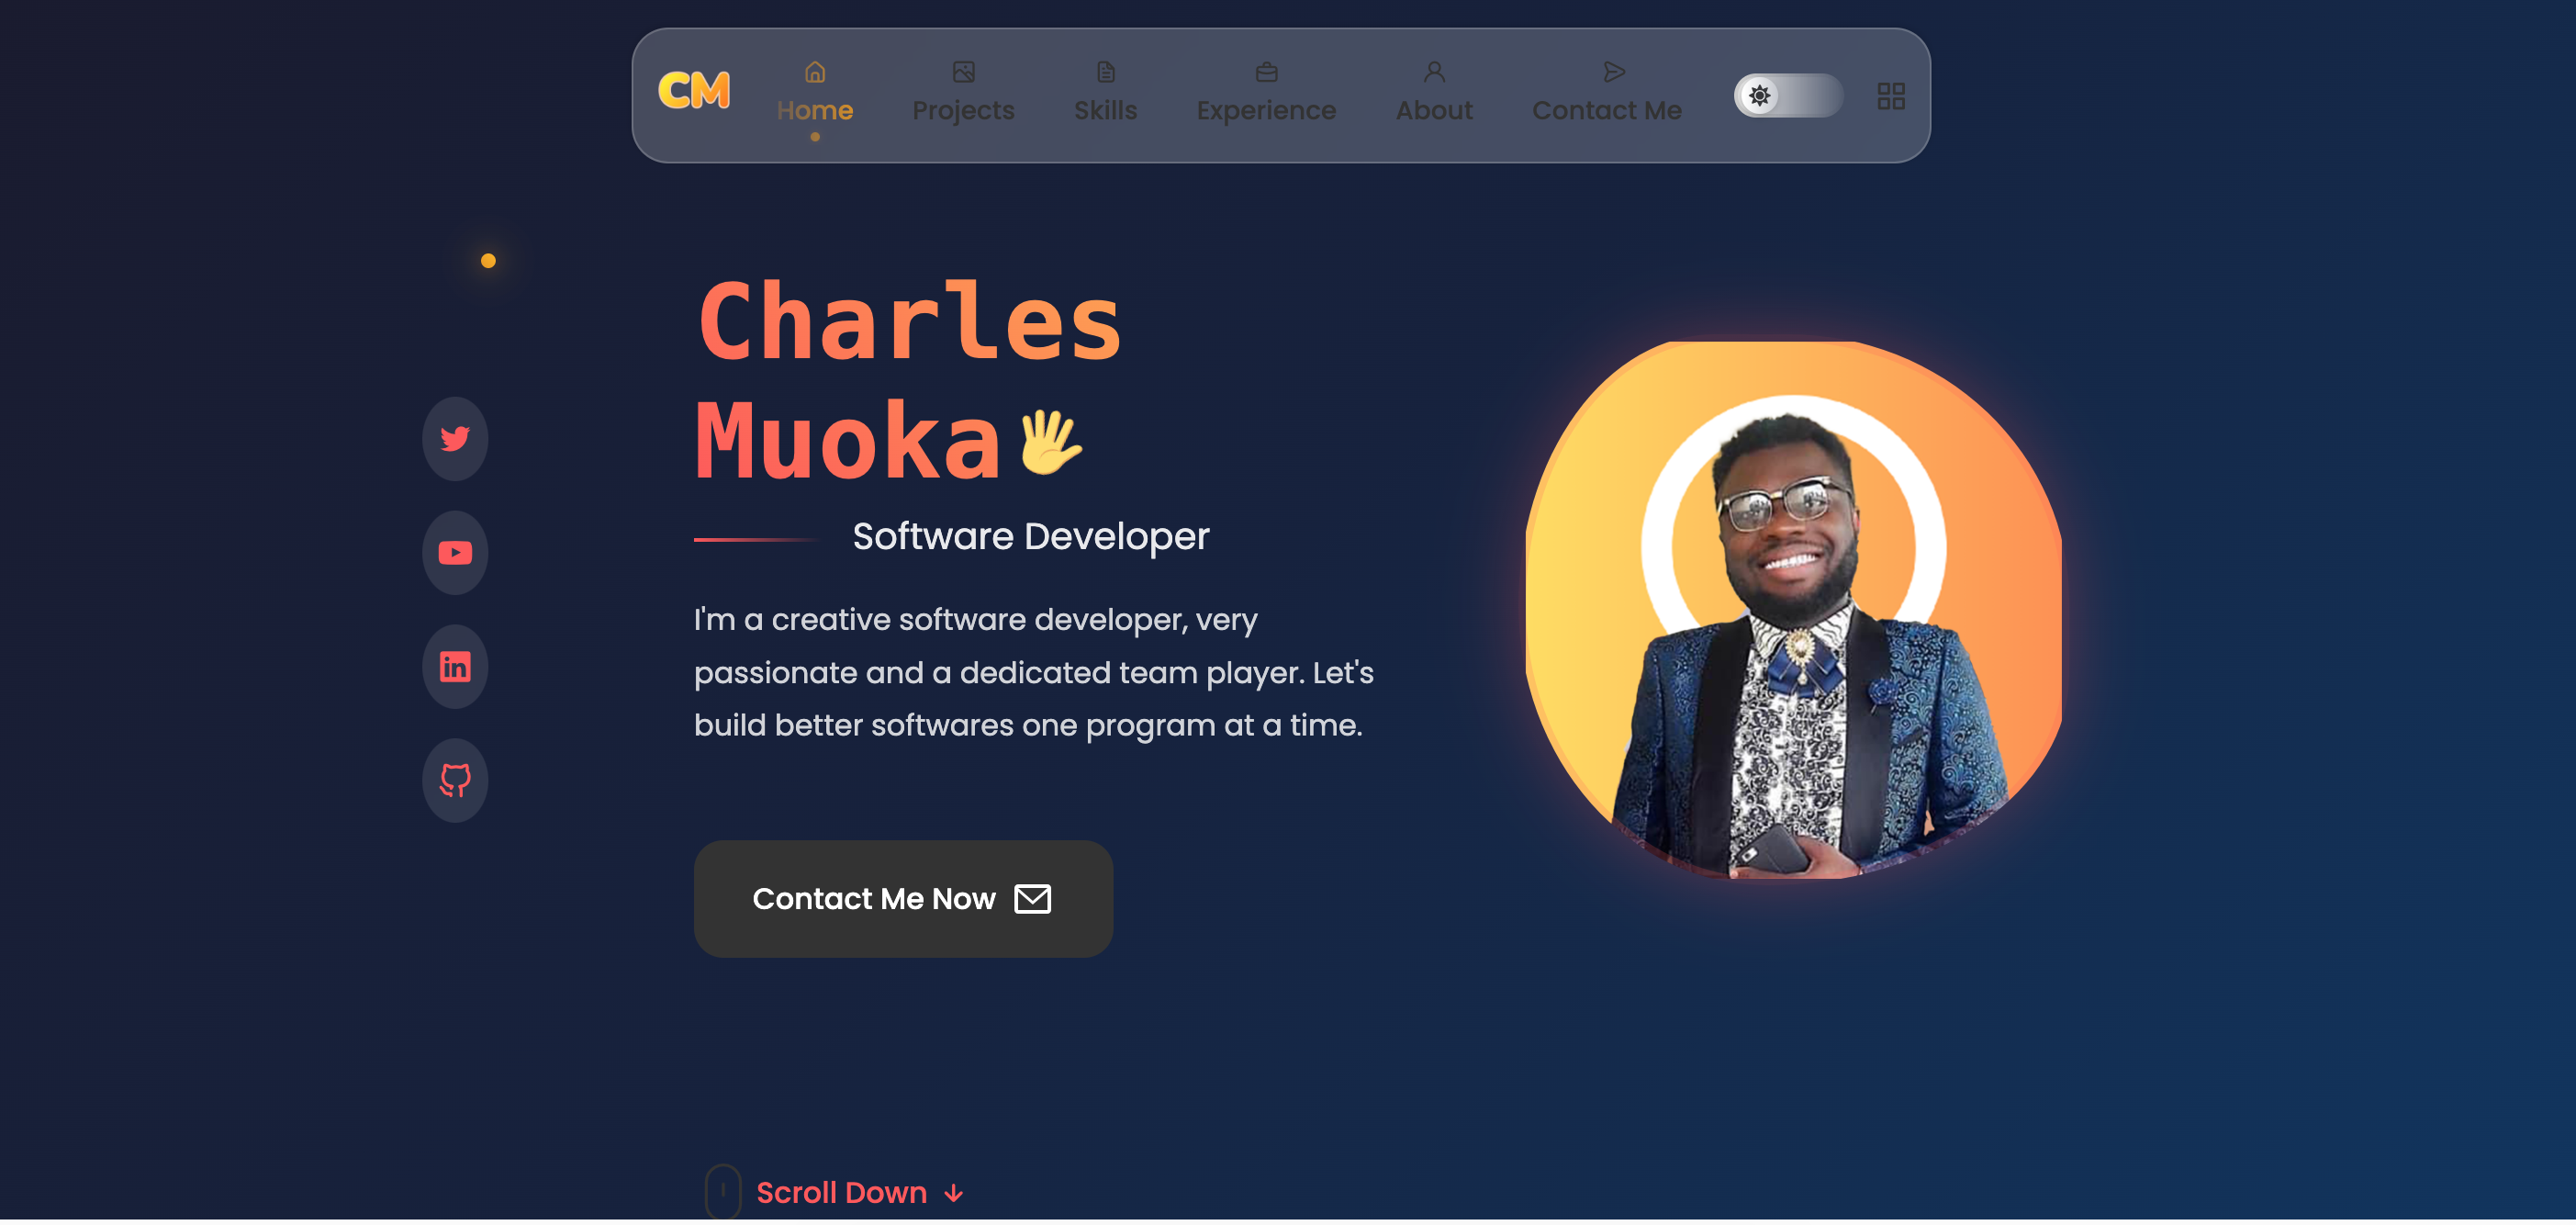 CM
Home
Projects
Skills
Experience
About
Contact Me
Charles
Muoka
Software Developer
I'm a creative software developer, very
passionate and a dedicated team player. Let's
build better softwares one program at a time.
Contact Me Now
Scroll Down